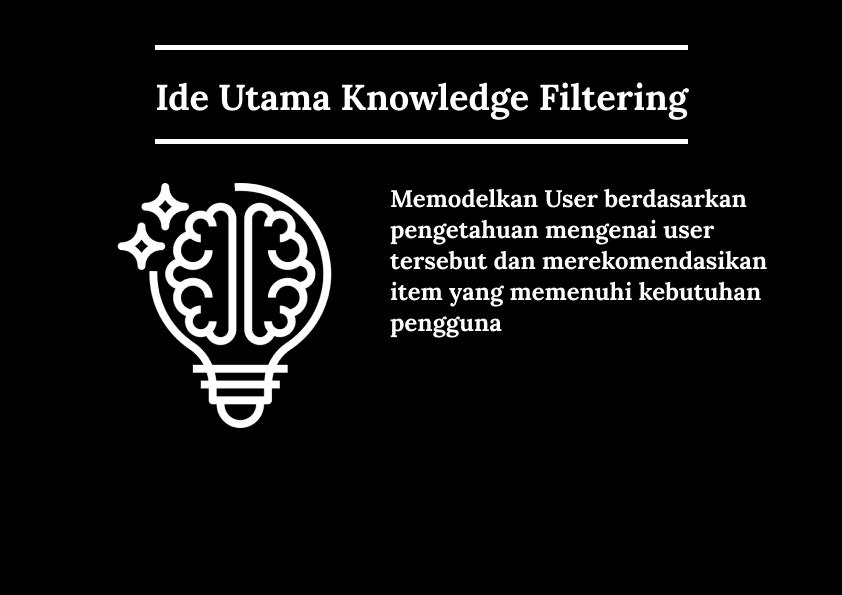 Ide Utama Knowledge Filtering
Memodelkan User berdasarkan
pengetahuan mengenai user
tersebut dan merekomendasikan
item yang memenuhi kebutuhan
pengguna